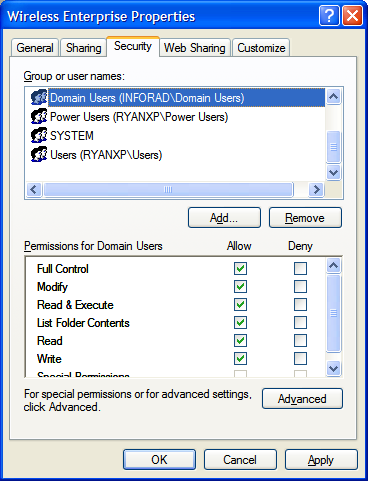 Wireless Enterprise Properties
General Sharing Security Web Sharing Customize
Group or user names:
Domain Users (INFORAD\Domain Users)
Power Users (RYANXP\Power Users)
SYSTEM
Users (RYANXP\Users)
Add... Remove
Permissions for Domain Users Allow Deny
Full Control
Modify
Read & Execute
List Folder Contents
Read
Write
Special Permissions
For special permissions or for advanced settings,
click Advanced.
Advanced
OK Cancel Apply